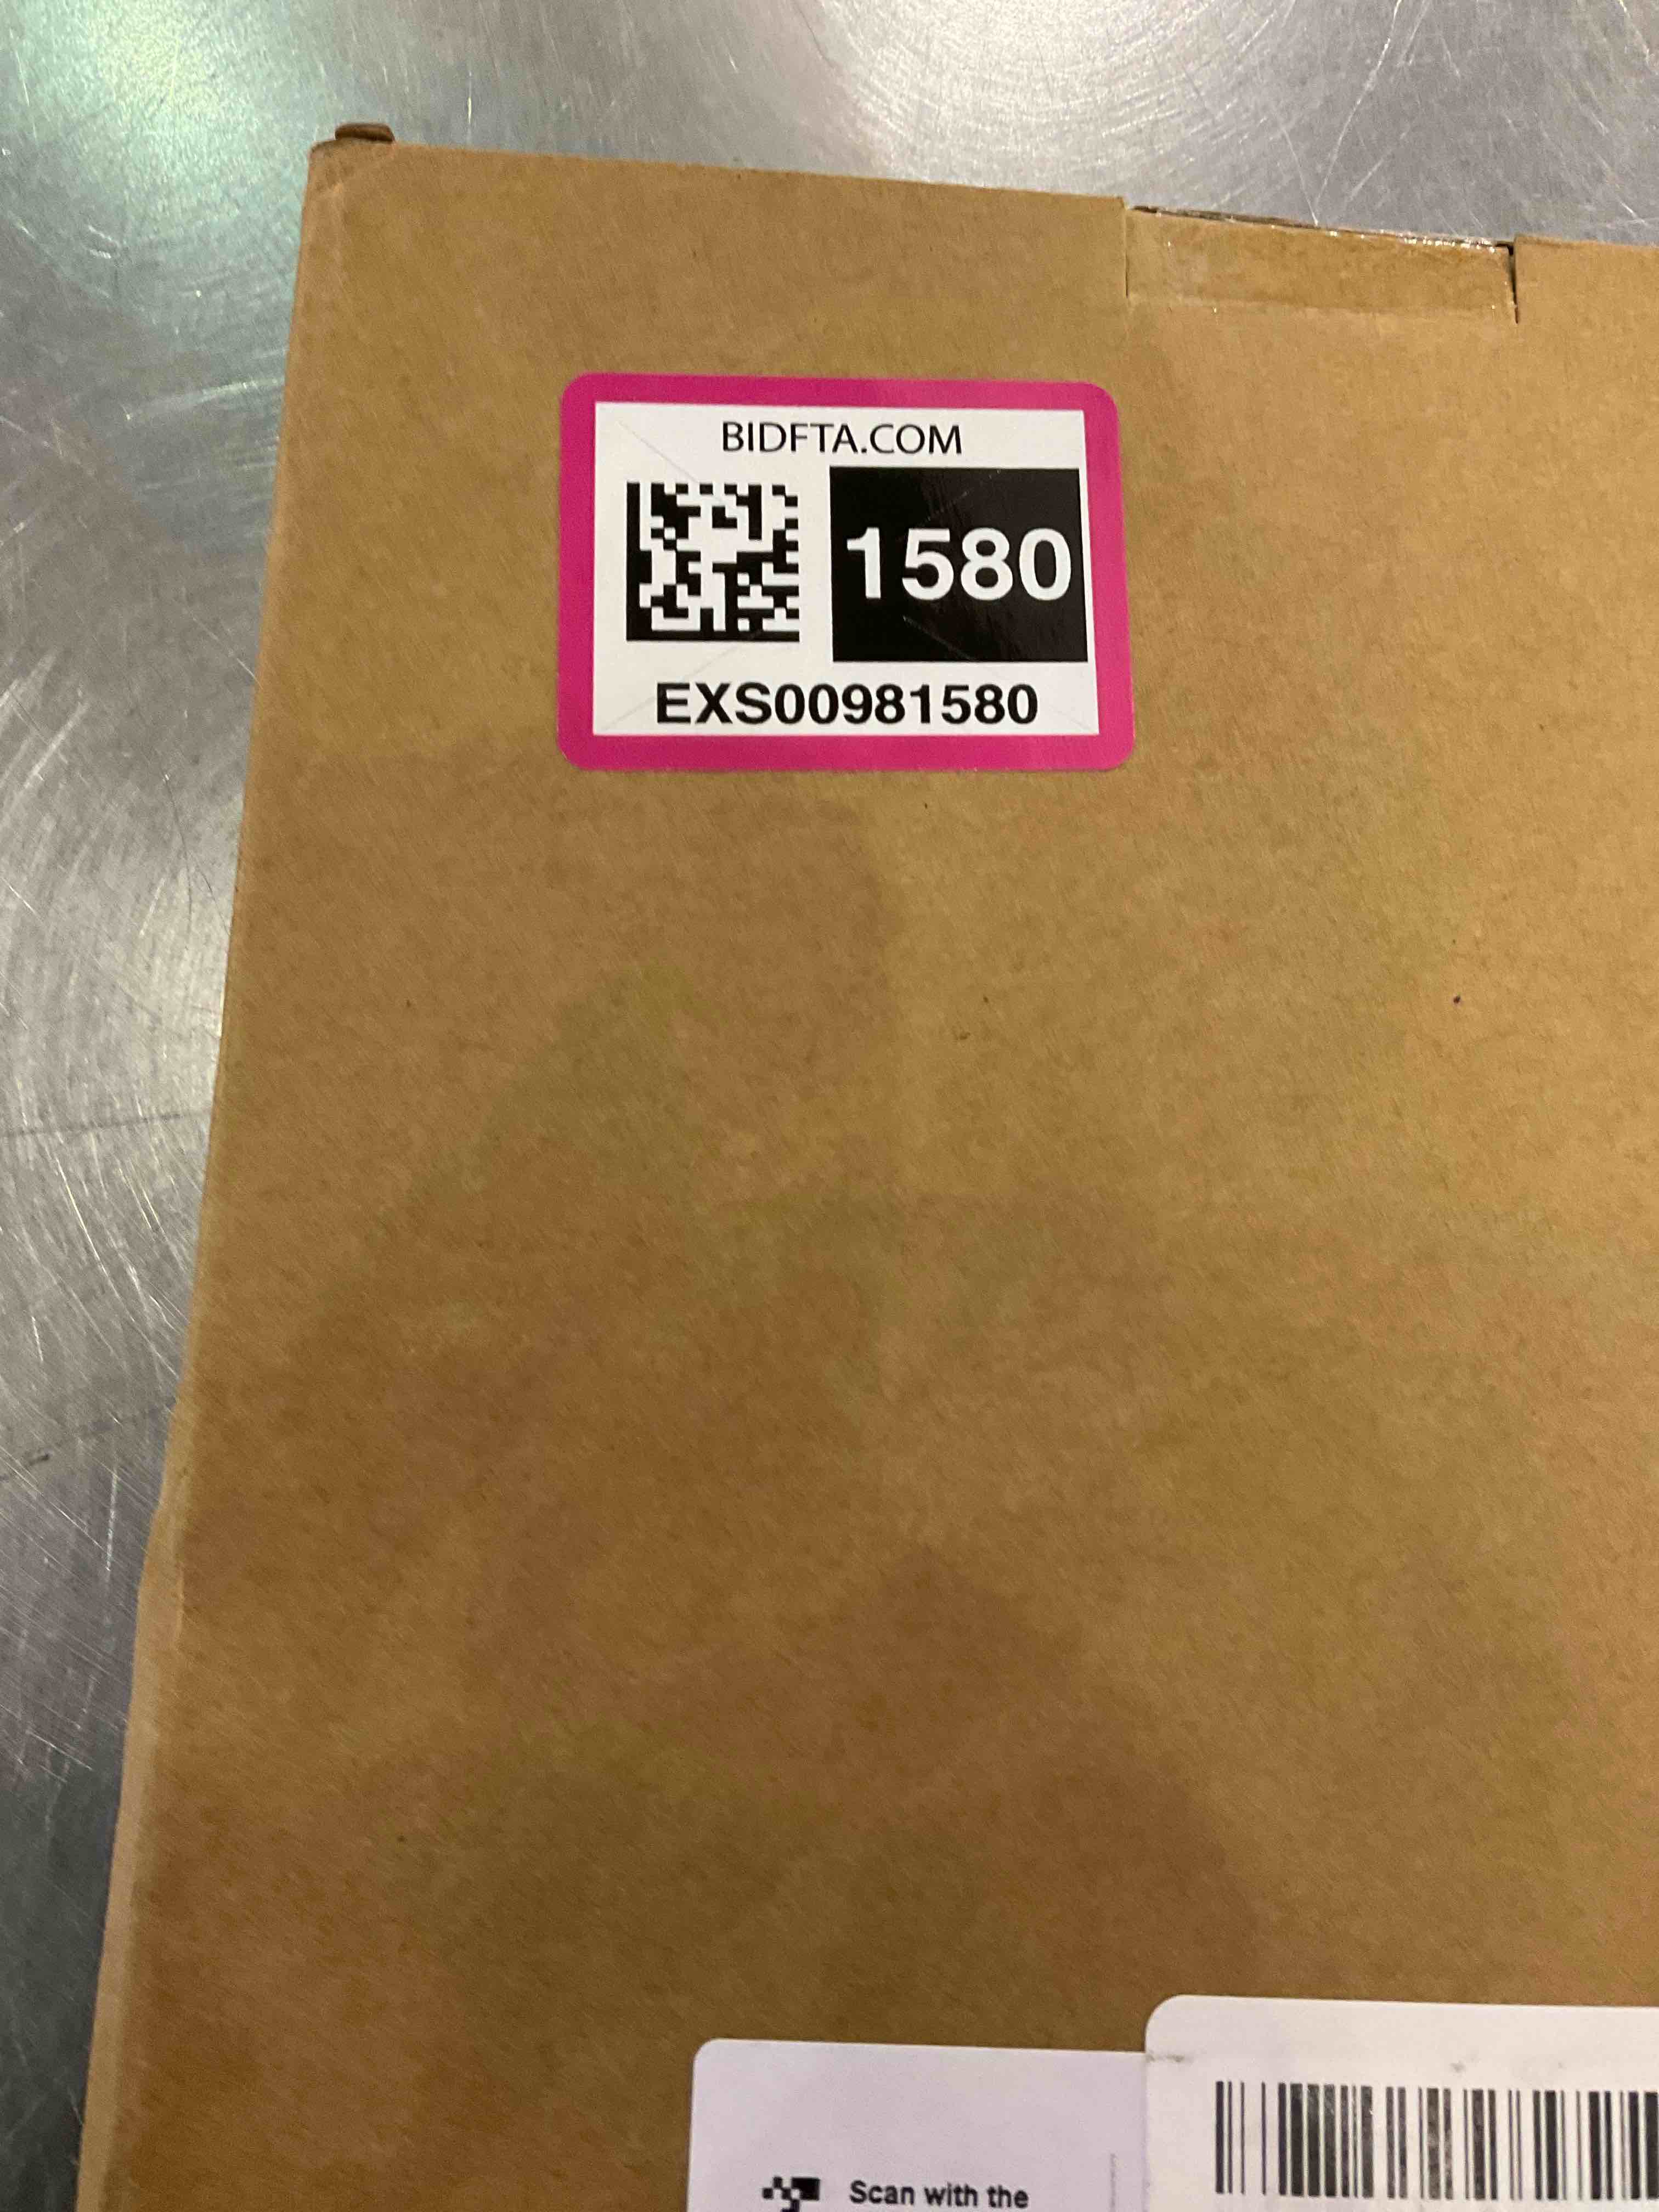 BIDFTA.COM
1580
EXS00981580
Scan with the